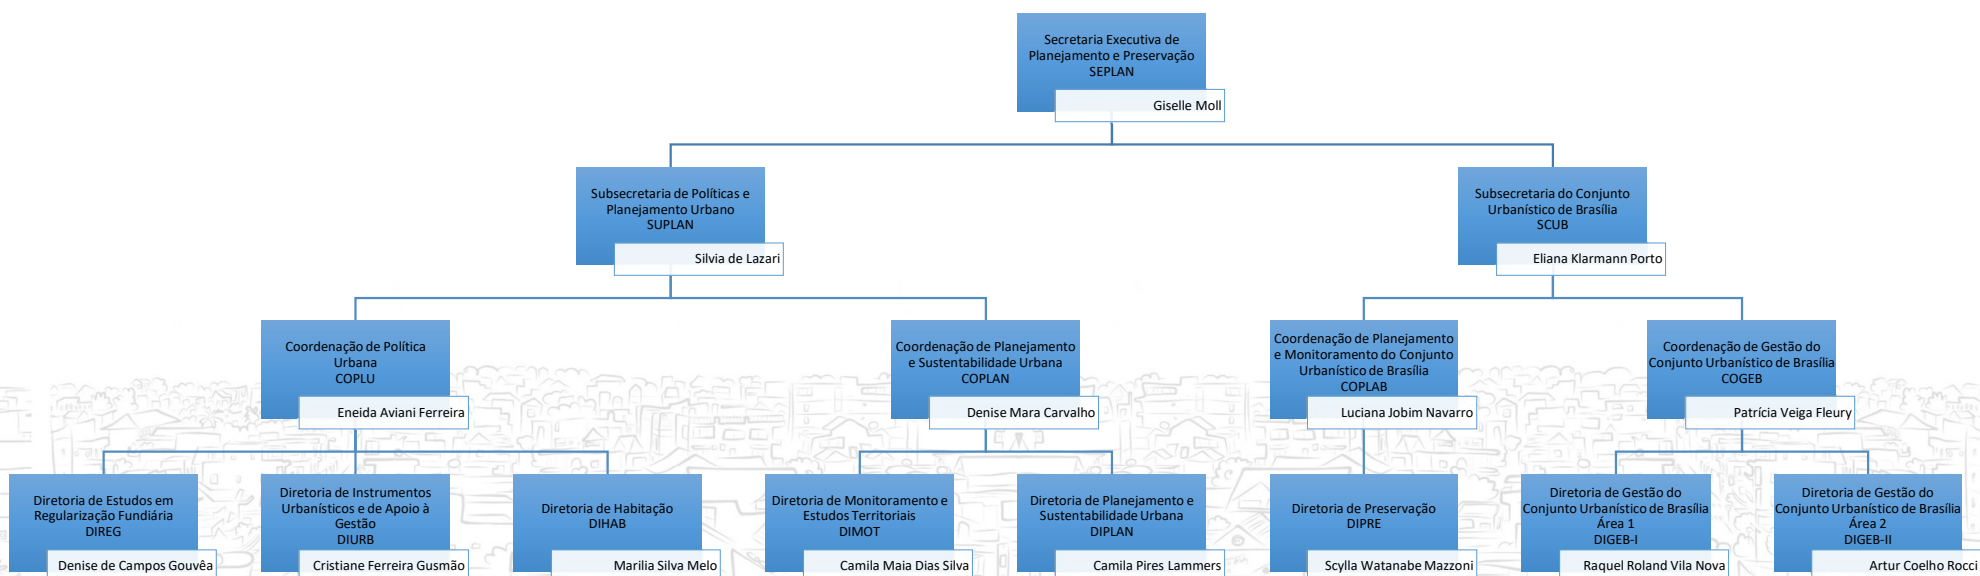 Secretaria Executiva de
Planejamento e Preservação
SEPLAN
Giselle Moll
Subsecretaria de Políticas e
Planejamento Urbano
SUPLAN
Silvia de Lazari
Subsecretaria do Conjunto
Urbanístico de Brasília
SCUB
Eliana Klarmann Porto
Coordenação de Política
Urbana
COPLU
Eneida Aviani Ferreira
Coordenação de Planejamento
e Sustentabilidade Urbana
COPLAN
Denise Mara Carvalho
Coordenação de Planejamento
e Monitoramento do Conjunto
Urbanístico de Brasília
COPLAB
Luciana Jobim Navarro
Coordenação de Gestão do
Conjunto Urbanístico de Brasília
COGEB
Patrícia Veiga Fleury
Diretoria de Estudos em
Regularização Fundiária
DIREG
Denise de Campos Gouvêa
Diretoria de Instrumentos
Urbanísticos e de Apoio à
Gestão
DIURB
Cristiane Ferreira Gusmão
Diretoria de Habitação
DIHAB
Marilia Silva Melo
Diretoria de Monitoramento e
Estudos Territoriais
DIMOT
Camila Maia Dias Silva
Diretoria de Planejamento e
Sustentabilidade Urbana
DIPLAN
Camila Pires Lammers
Diretoria de Preservação
DIPRE
Scylla Watanabe Mazzoni
Diretoria de Gestão do
Conjunto Urbanístico de Brasília
Área 1
DIGEB-I
Raquel Roland Vila Nova
Diretoria de Gestão do
Conjunto Urbanístico de Brasília
Área 2
DIGEB-II
Artur Coelho Rocci